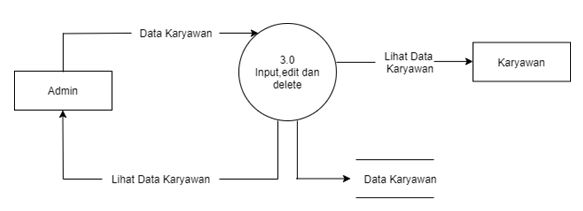 Data Karyawan
3.0
Input,edit dan
delete
Lihat Data
Karyawan
Karyawan
Admin
Lihat Data Karyawan
Data Karyawan